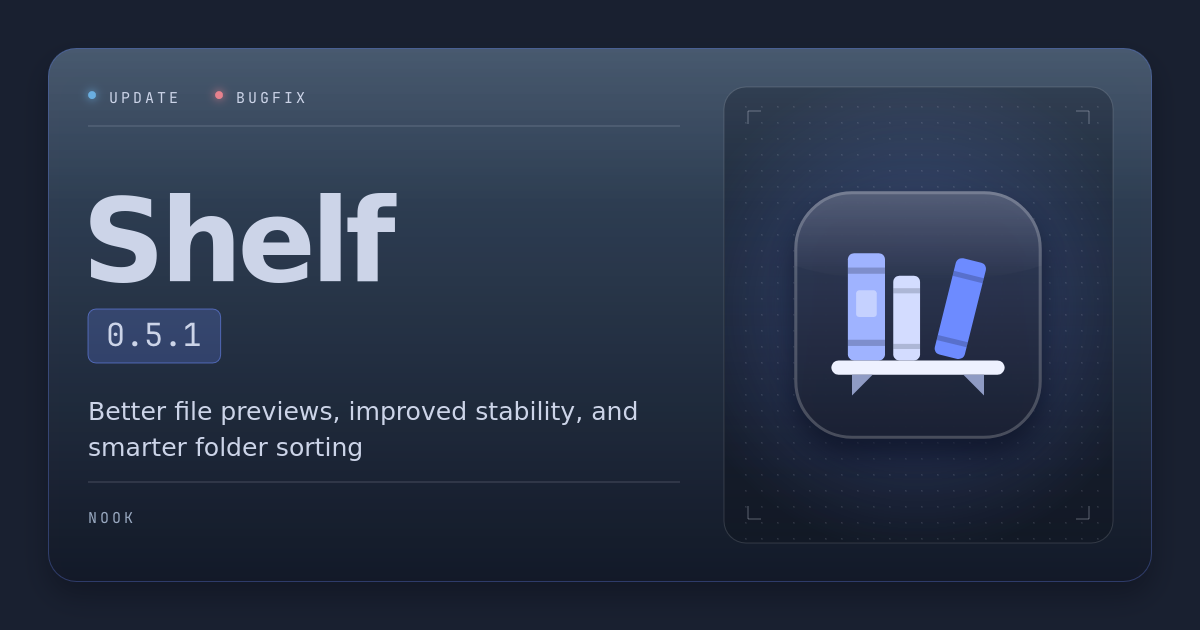 UPDATE BUGFIX
Shelf
0.5.1
Better file previews, improved stability, and
smarter folder sorting
NOOK